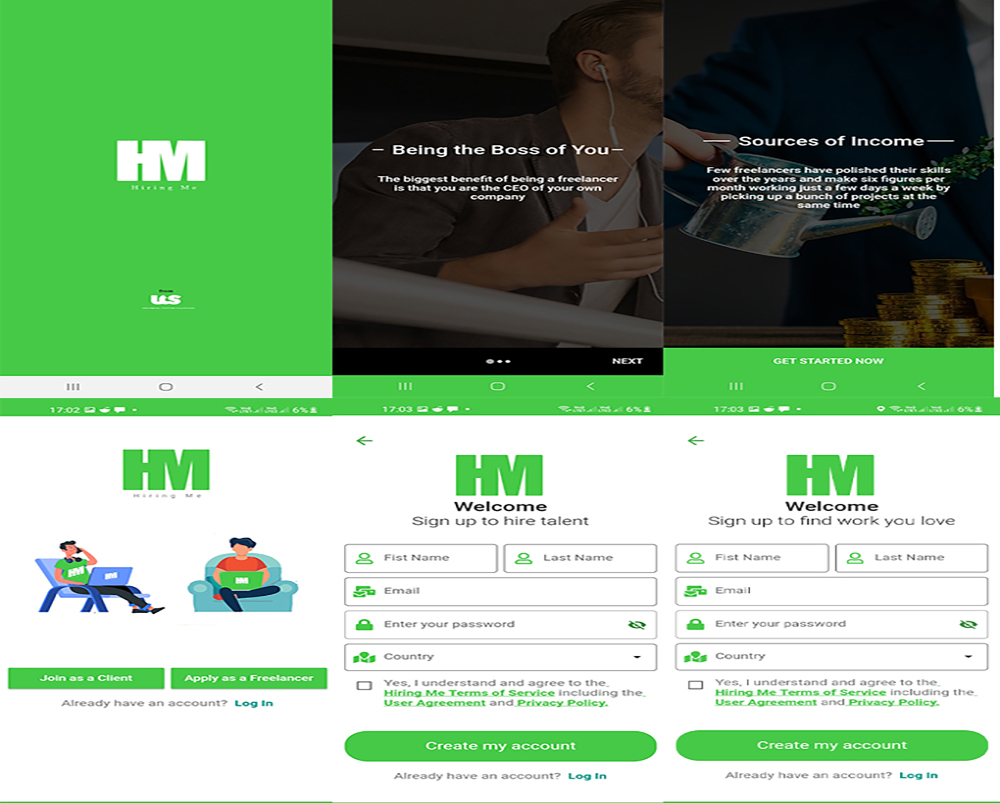 HM
Hiring Me
from
us
Being the Boss of You
The biggest benefit of being a freelancer
is that you are the CEO of your own
company
NEXT
Sources of Income
Few freelancers have polished their skills
over the years and make six figures per
month working just a few days a week by
picking up a bunch of projects at the
same time
GET STARTED NOW
17:02
6%
HM
Hiring Me
HM
HM
Join as a Client
Apply as a Freelancer
Already have an account? Log In
17:03
6%
HM
Welcome
Sign up to hire talent
Fist Name
Last Name
Email
Enter your password
Country
Yes, I understand and agree to the
Hiring Me Terms of Service including the
User Agreement and Privacy Policy.
Create my account
Already have an account? Log In
17:03
6%
HM
Welcome
Sign up to find work you love
Fist Name
Last Name
Email
Enter your password
Country
Yes, I understand and agree to the
Hiring Me Terms of Service including the
User Agreement and Privacy Policy.
Create my account
Already have an account? Log In